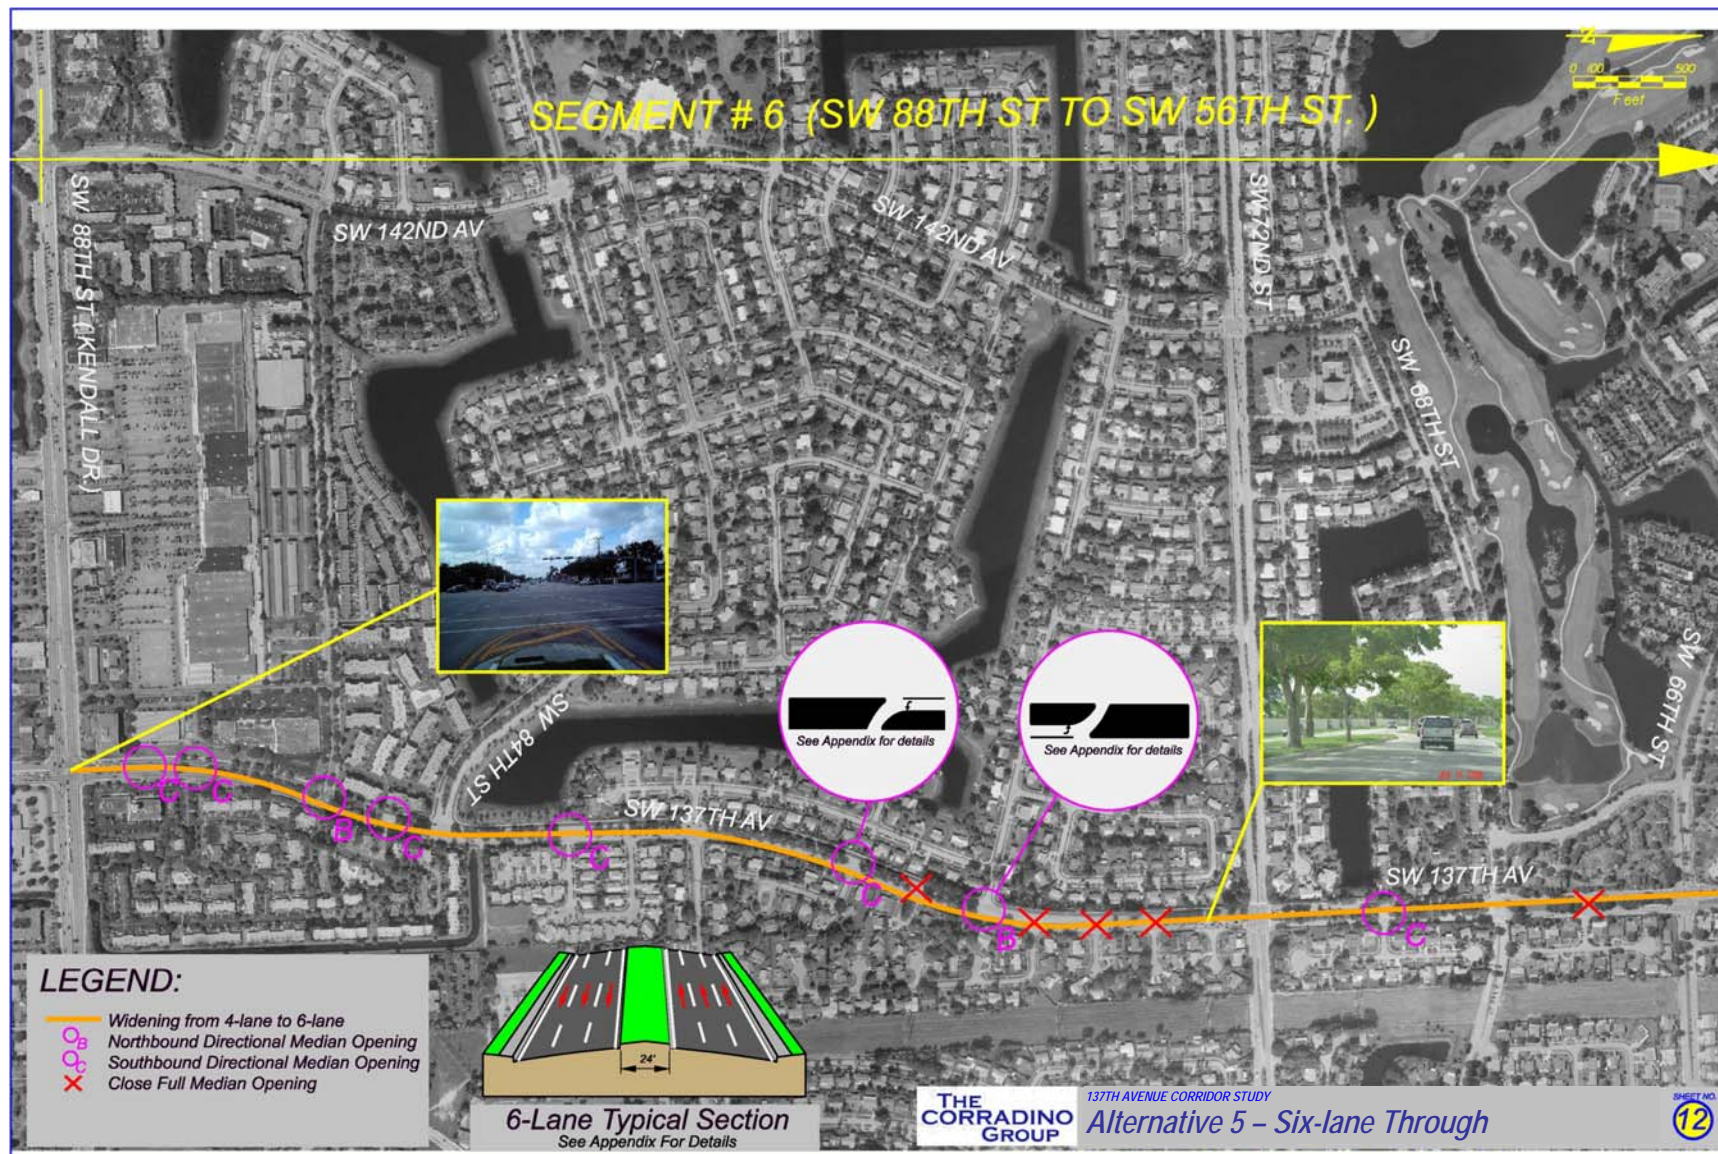 N
0 100 500
Feet
SEGMENT # 6 (SW 88TH ST TO SW 56TH ST. )
SW 88TH ST (KENDALL DR.)
SW 142ND AV
SW 142ND AV
SW 72ND ST
SW 68TH ST
SW 66TH ST
SW 84TH ST
SW 137TH AV
SW 137TH AV
See Appendix for details
See Appendix for details
C
C
B
C
C
C
B
C
LEGEND:
Widening from 4-lane to 6-lane
B Northbound Directional Median Opening
C Southbound Directional Median Opening
Close Full Median Opening
24'
6-Lane Typical Section
See Appendix For Details
THE
CORRADINO
GROUP
137TH AVENUE CORRIDOR STUDY
Alternative 5 – Six-lane Through
SHEET NO.
12